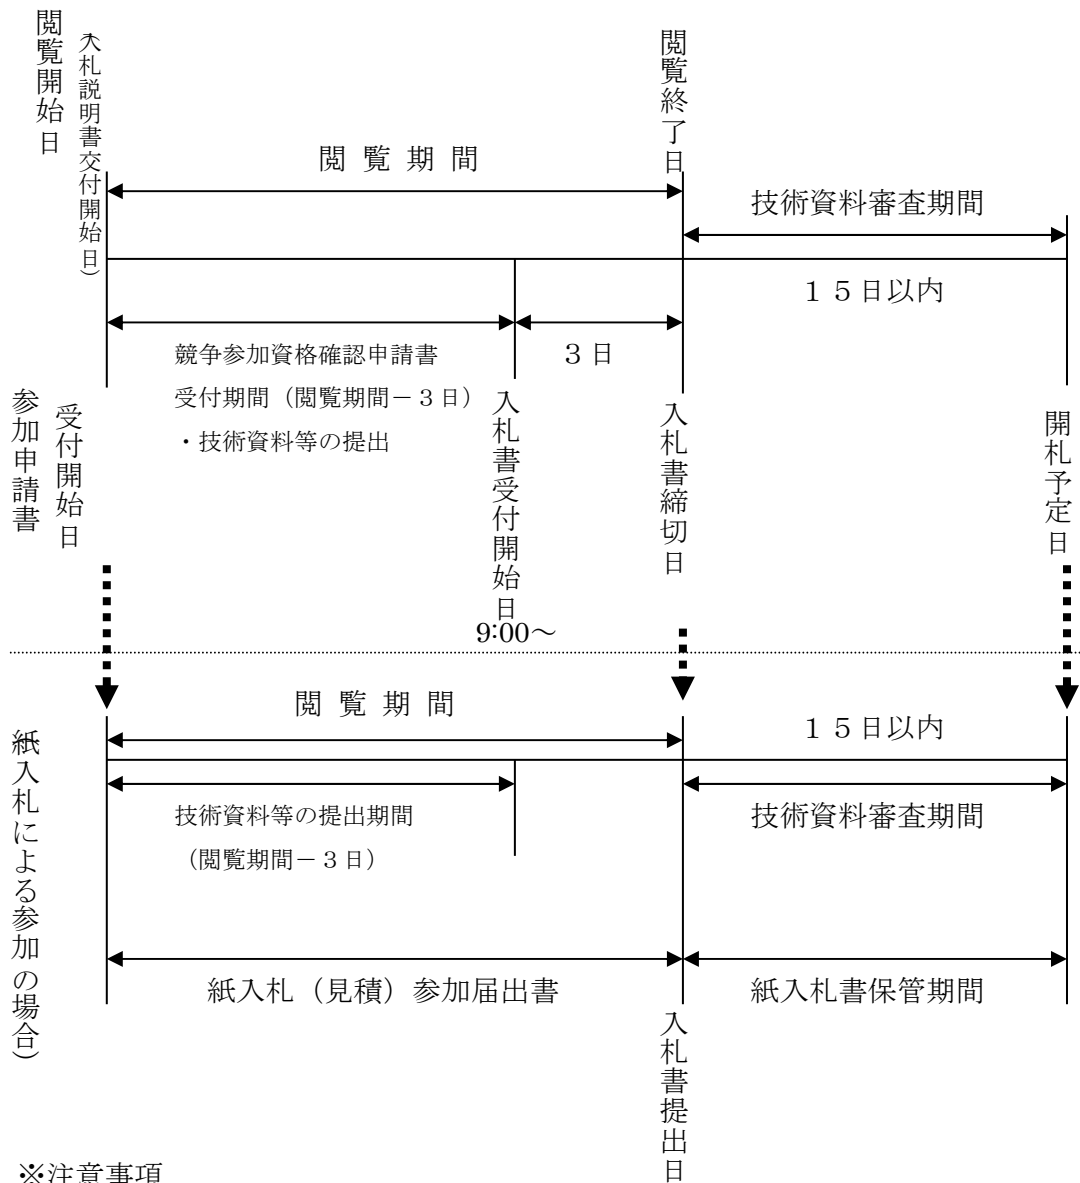 閲覧開始日
（入札説明書交付開始日）
閲覧終了日
閲覧期間
技術資料審査期間
１５日以内
競争参加資格確認申請書
受付期間（閲覧期間－３日）
・技術資料等の提出
３日
参加申請書
受付開始日
入札書受付開始日
9:00～
入札書締切日
開札予定日
（紙入札による参加の場合）
閲覧期間
１５日以内
技術資料等の提出期間
（閲覧期間－３日）
技術資料審査期間
紙入札（見積）参加届出書
紙入札書保管期間
入札書提出日
※注意事項